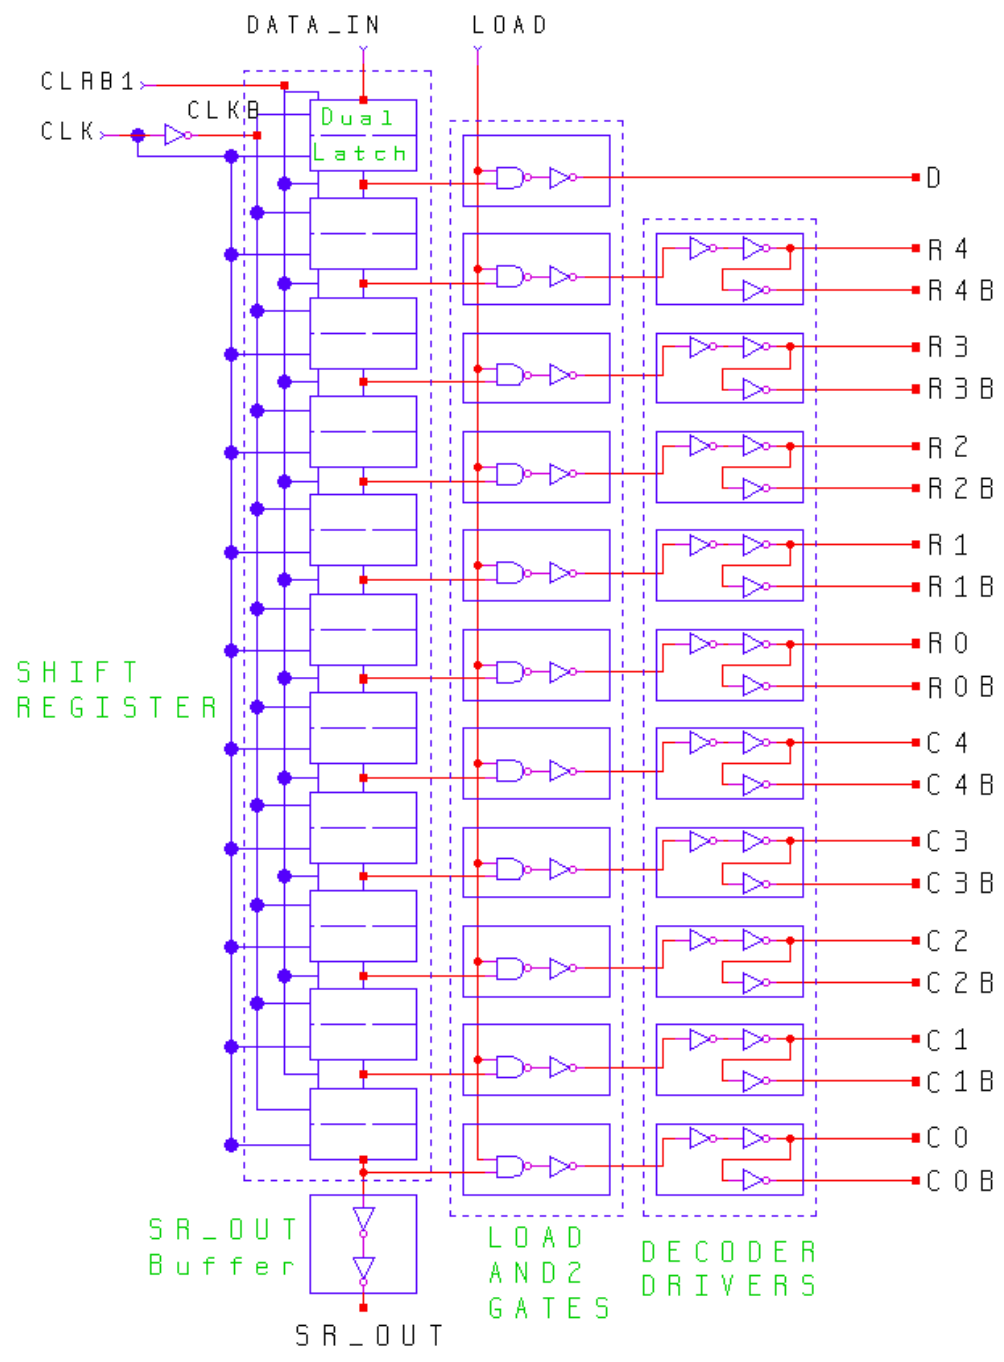 DATA_IN LOAD
CLRB1
CLKB
CLK
Dual
Latch
D
R4
R4B
R3
R3B
R2
R2B
R1
R1B
R0
R0B
SHIFT
REGISTER
C4
C4B
C3
C3B
C2
C2B
C1
C1B
C0
C0B
SR_OUT
Buffer
LOAD
AND2
GATES
DECODER
DRIVERS
SR_OUT